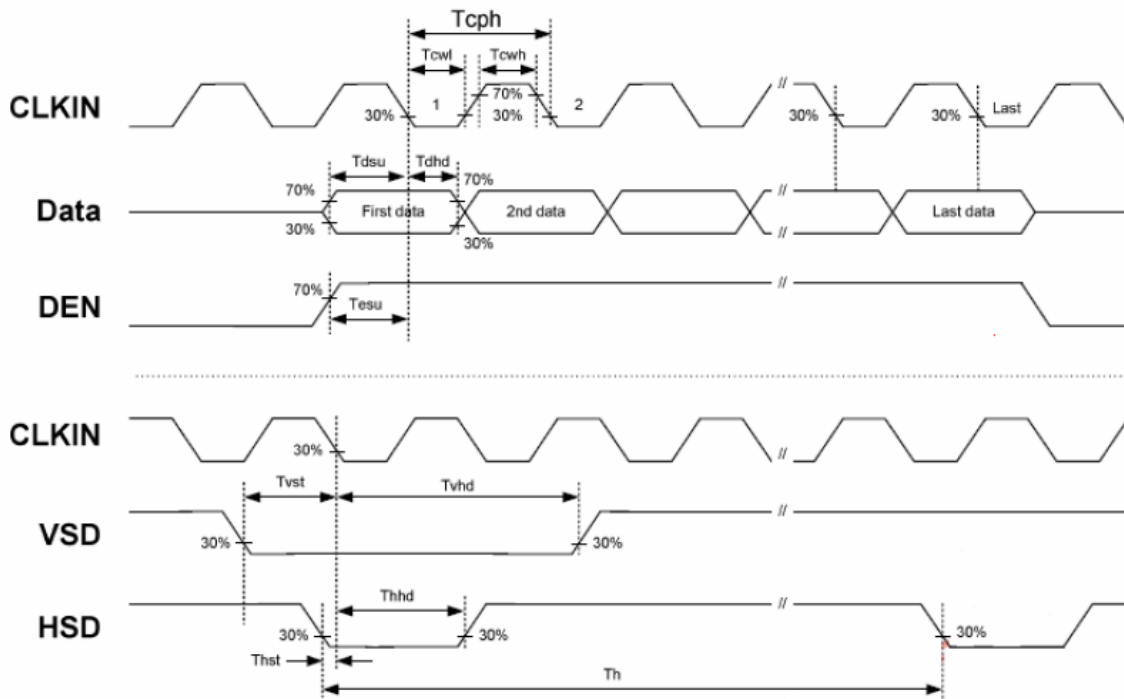 Tcph
Tcwl Tcwh
CLKIN 30% 1 70% 30% 2 // 30% 30% Last
Tdsu Tdhd
70% 70%
Data First data 2nd data // Last data
30% 30%
//
DEN 70%
Tesu
CLKIN 30% //
Tvst Tvhd
VSD 30% 30% //
Thhd
HSD 30% 30% // 30%
Thst
Th